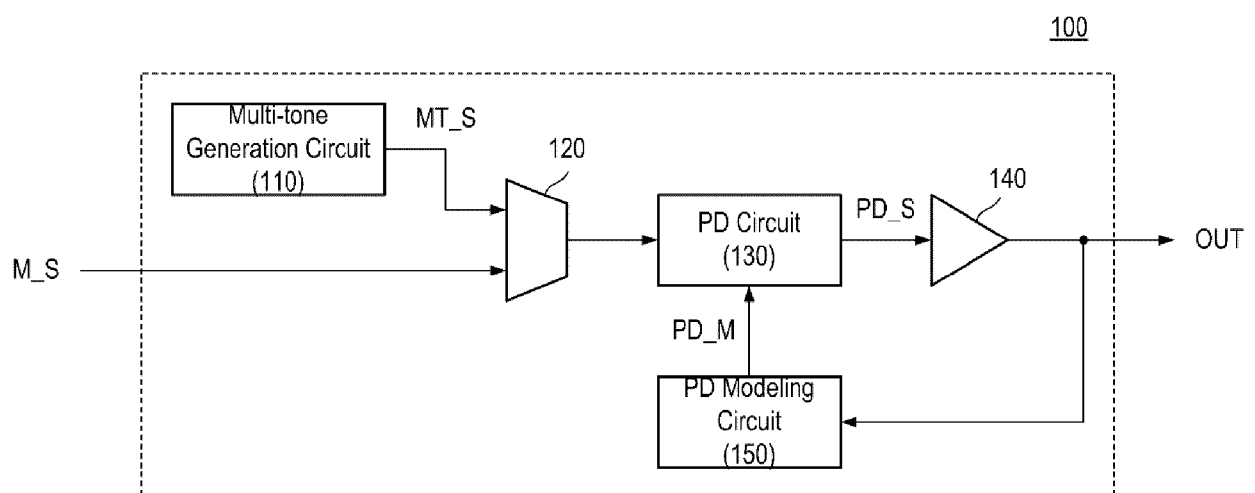 100
Multi-tone
Generation Circuit
(110)
MT_S
120
M_S
PD Circuit
(130)
PD_S
140
OUT
PD_M
PD Modeling
Circuit
(150)